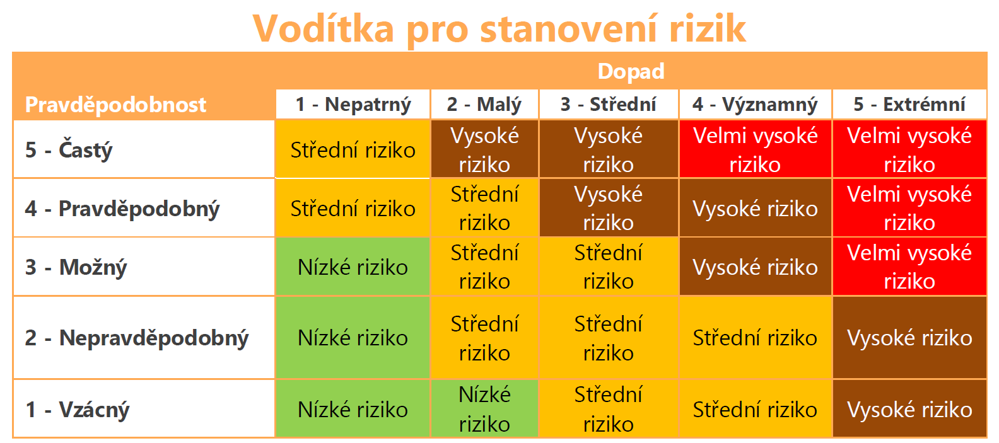 Vodítka pro stanovení rizik
Dopad
Pravděpodobnost
1 - Nepatrný
2 - Malý
3 - Střední
4 - Významný
5 - Extrémní
5 - Častý
Střední riziko
Vysoké
riziko
Vysoké
riziko
Velmi vysoké
riziko
Velmi vysoké
riziko
4 - Pravděpodobný
Střední riziko
Střední
riziko
Vysoké
riziko
Vysoké riziko
Velmi vysoké
riziko
3 - Možný
Nízké riziko
Střední
riziko
Střední
riziko
Vysoké riziko
Velmi vysoké
riziko
2 - Nepravděpodobný
Nízké riziko
Střední
riziko
Střední
riziko
Střední riziko
Vysoké riziko
1 - Vzácný
Nízké riziko
Nízké
riziko
Střední
riziko
Střední riziko
Vysoké riziko